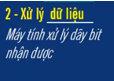 2 - Xử lý dữ liệu
Máy tính xử lý dãy bit
nhận được